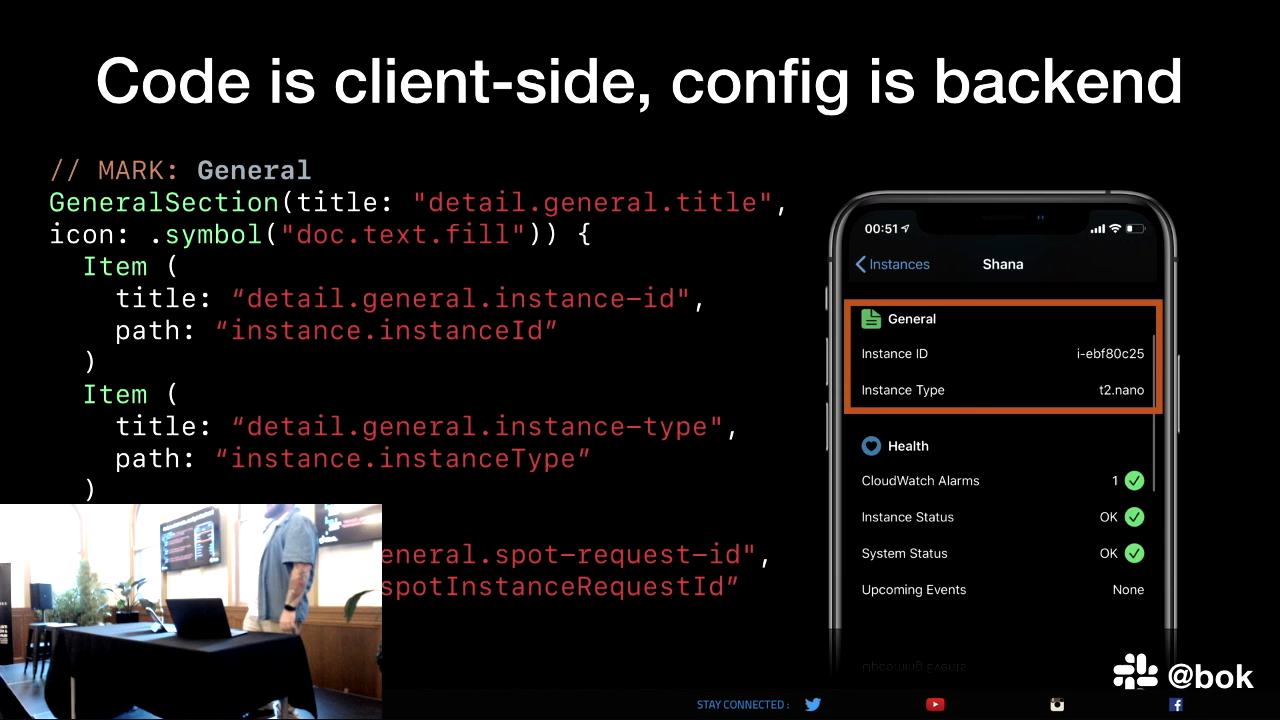 Code is client-side, config is backend
// MARK: General
GeneralSection(title: "detail.general.title",
icon: .symbol("doc.text.fill")) {
Item (
title: “detail.general.instance-id",
path: “instance.instanceId”
)
Item (
title: “detail.general.instance-type",
path: “instance.instanceType”
)
eneral.spot-request-id",
spotInstanceRequestId”
00:51
Instances
Shana
General
Instance ID
i-ebf80c25
Instance Type
t2.nano
Health
CloudWatch Alarms
1
Instance Status
OK
System Status
OK
Upcoming Events
None
Upcoming Events
@bok
STAY CONNECTED :